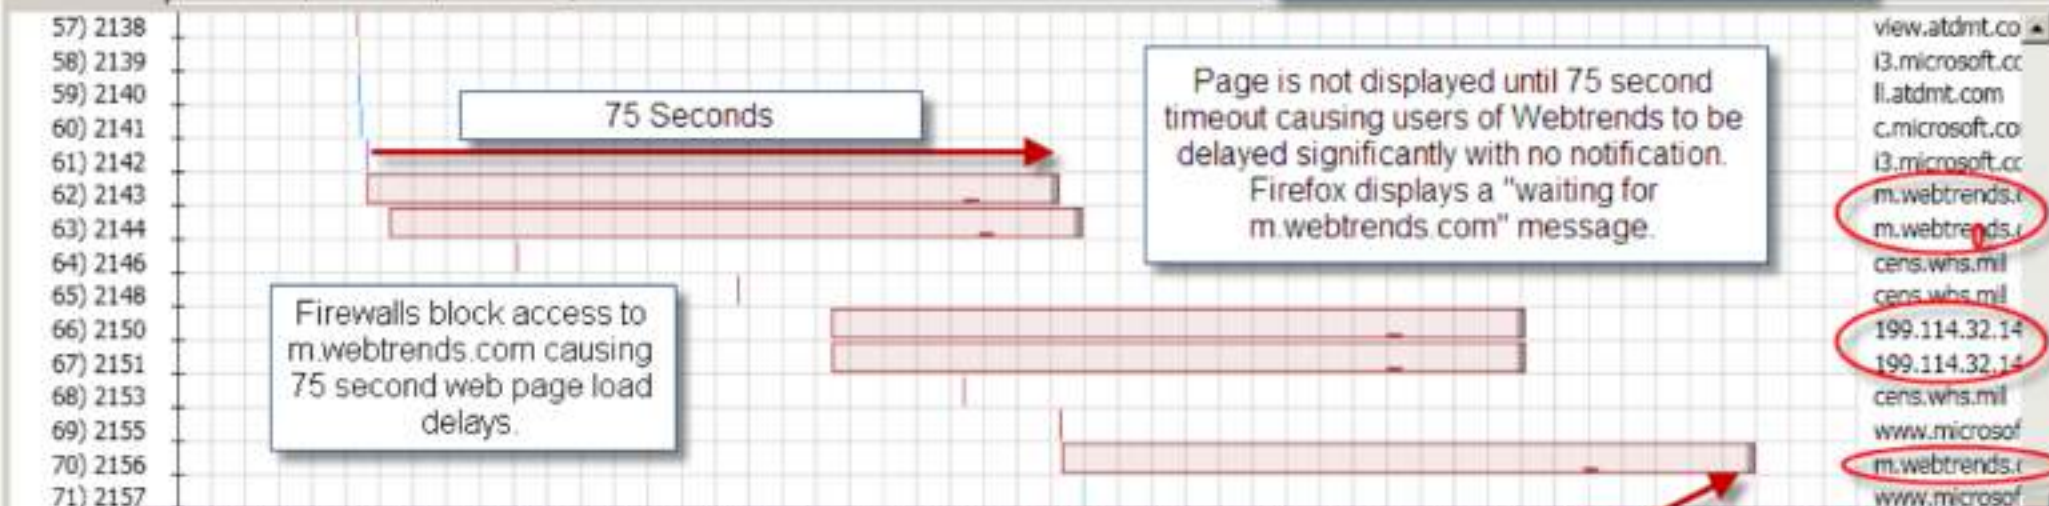 57) 2138
58) 2139
59) 2140
60) 2141
61) 2142
62) 2143
63) 2144
64) 2146
65) 2148
66) 2150
67) 2151
68) 2153
69) 2155
70) 2156
71) 2157
75 Seconds
Page is not displayed until 75 second
timeout causing users of Webtrends to be
delayed significantly with no notification.
Firefox displays a "waiting for
m.webtrends.com" message.
Firewalls block access to
m.webtrends.com causing
75 second web page load
delays.
view.atdmt.co
i3.microsoft.cc
ll.atdmt.com
c.microsoft.co
i3.microsoft.cc
m.webtrends.c
m.webtrends.c
cens.whs.mil
cens.whs.mil
199.114.32.14
199.114.32.14
cens.whs.mil
www.microsof
m.webtrends.c
www.microsof